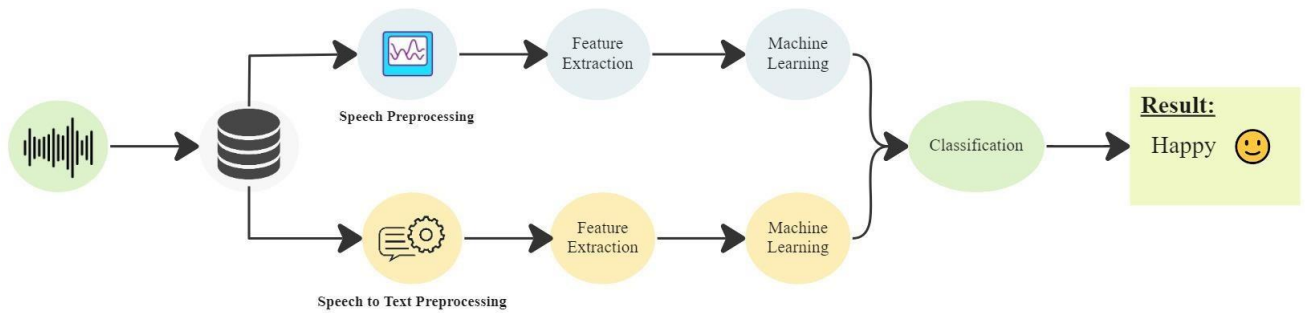 Feature
Extraction
Machine
Learning
Speech Preprocessing
Classification
Result:
Happy
Feature
Extraction
Machine
Learning
Speech to Text Preprocessing